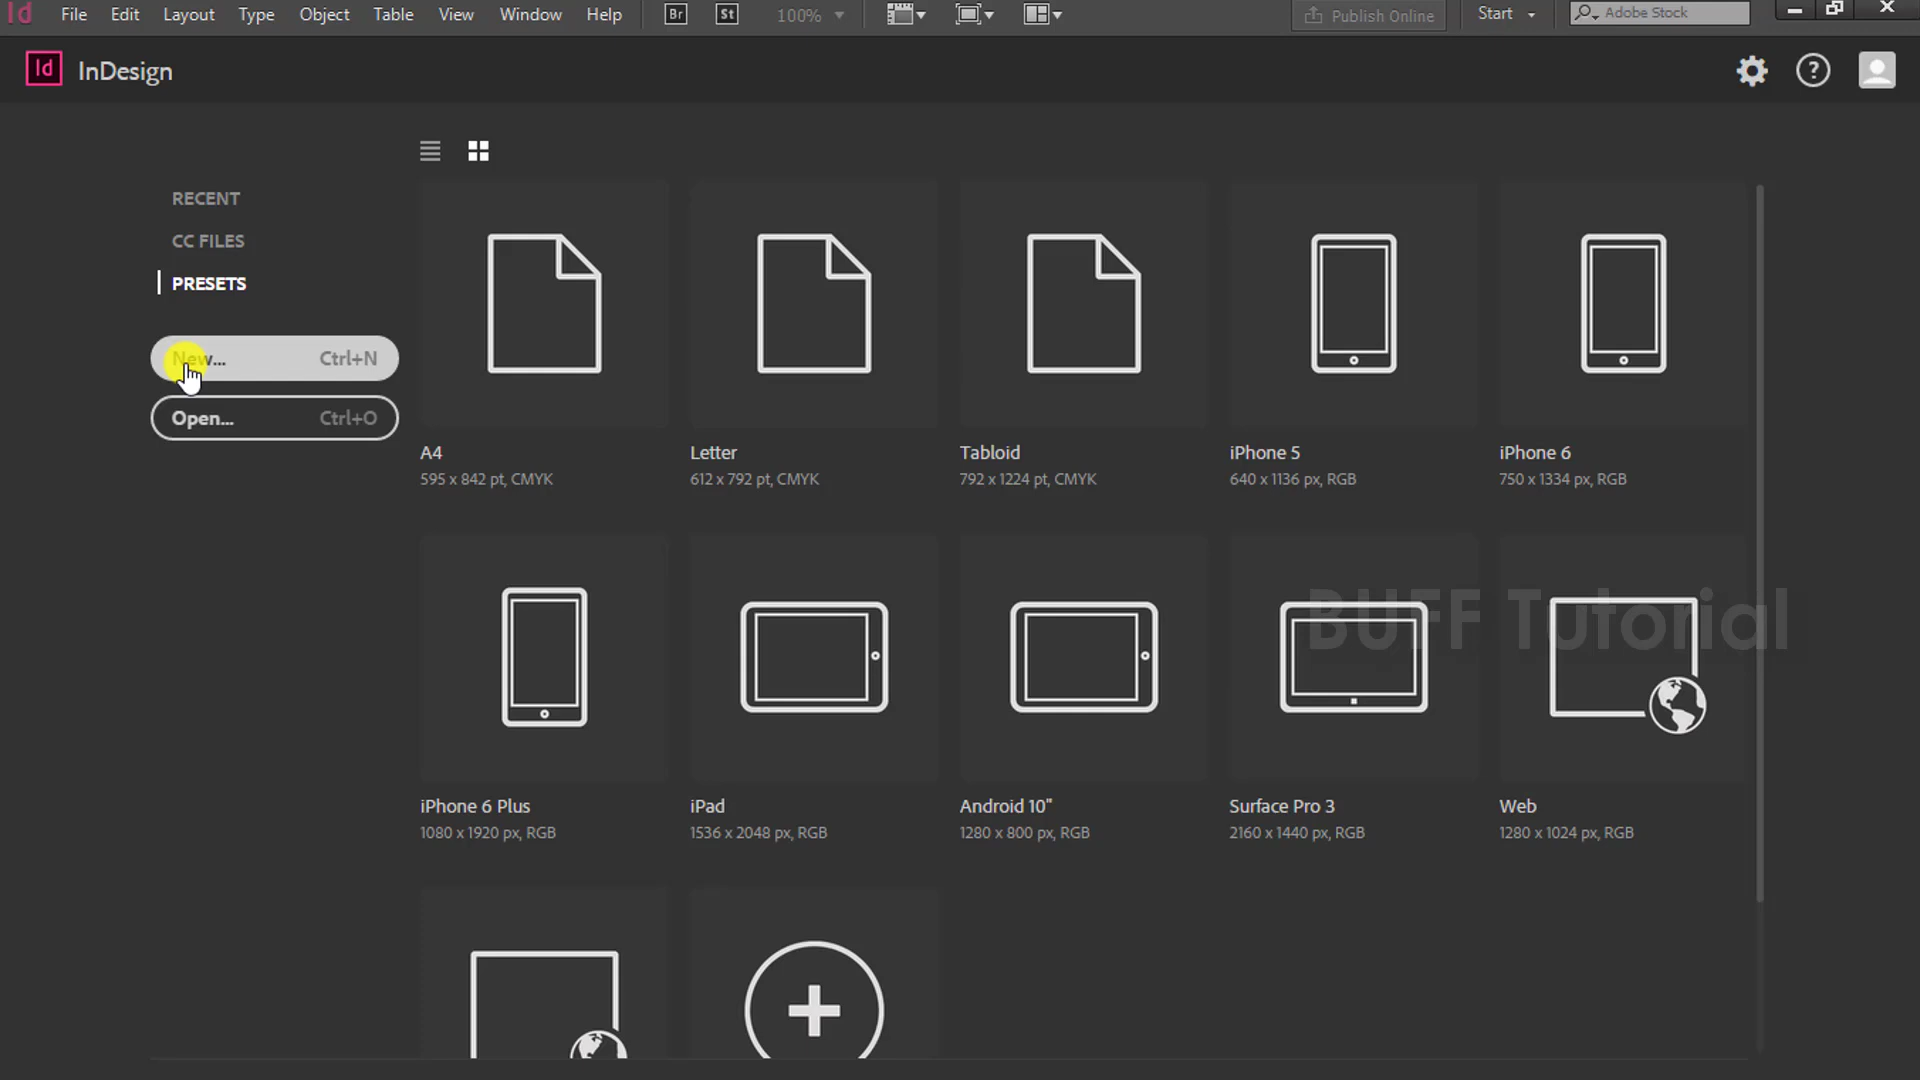 Id File Edit Layout Type Object Table View Window Help Br St 100% Publish Online Start Adobe Stock
Id InDesign
RECENT
CC FILES
PRESETS
New... Ctrl+N
Open... Ctrl+O
A4
595 x 842 pt, CMYK
Letter
612 x 792 pt, CMYK
Tabloid
792 x 1224 pt, CMYK
iPhone 5
640 x 1136 px, RGB
iPhone 6
750 x 1334 px, RGB
BUFF Tutorial
iPhone 6 Plus
1080 x 1920 px, RGB
iPad
1536 x 2048 px, RGB
Android 10"
1280 x 800 px, RGB
Surface Pro 3
2160 x 1440 px, RGB
Web
1280 x 1024 px, RGB